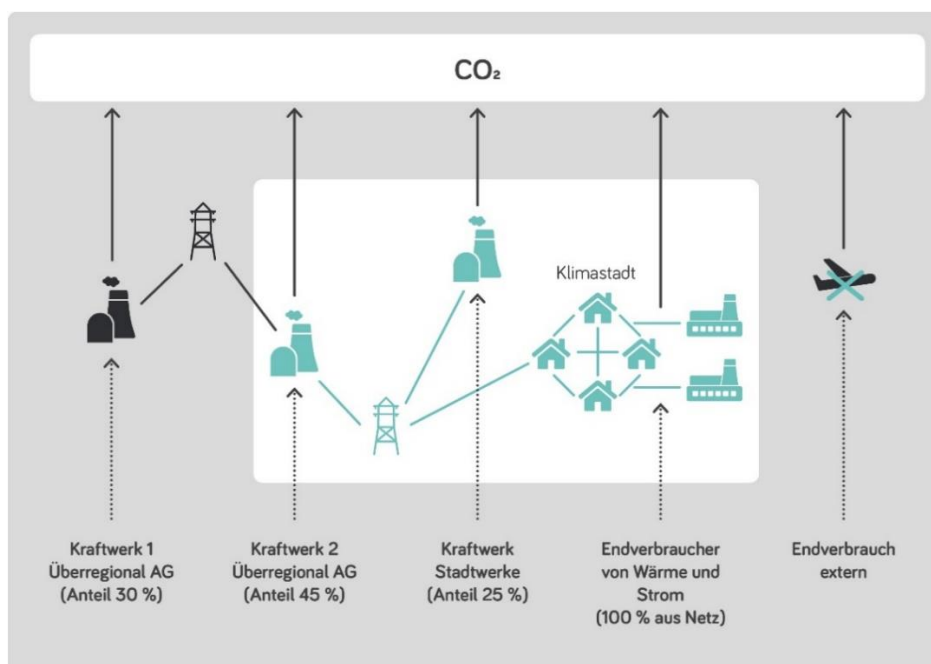 CO₂
Klimastadt
Kraftwerk 1
Überregional AG
(Anteil 30 %)
Kraftwerk 2
Überregional AG
(Anteil 45 %)
Kraftwerk
Stadtwerke
(Anteil 25 %)
Endverbraucher
von Wärme und
Strom
(100 % aus Netz)
Endverbrauch
extern